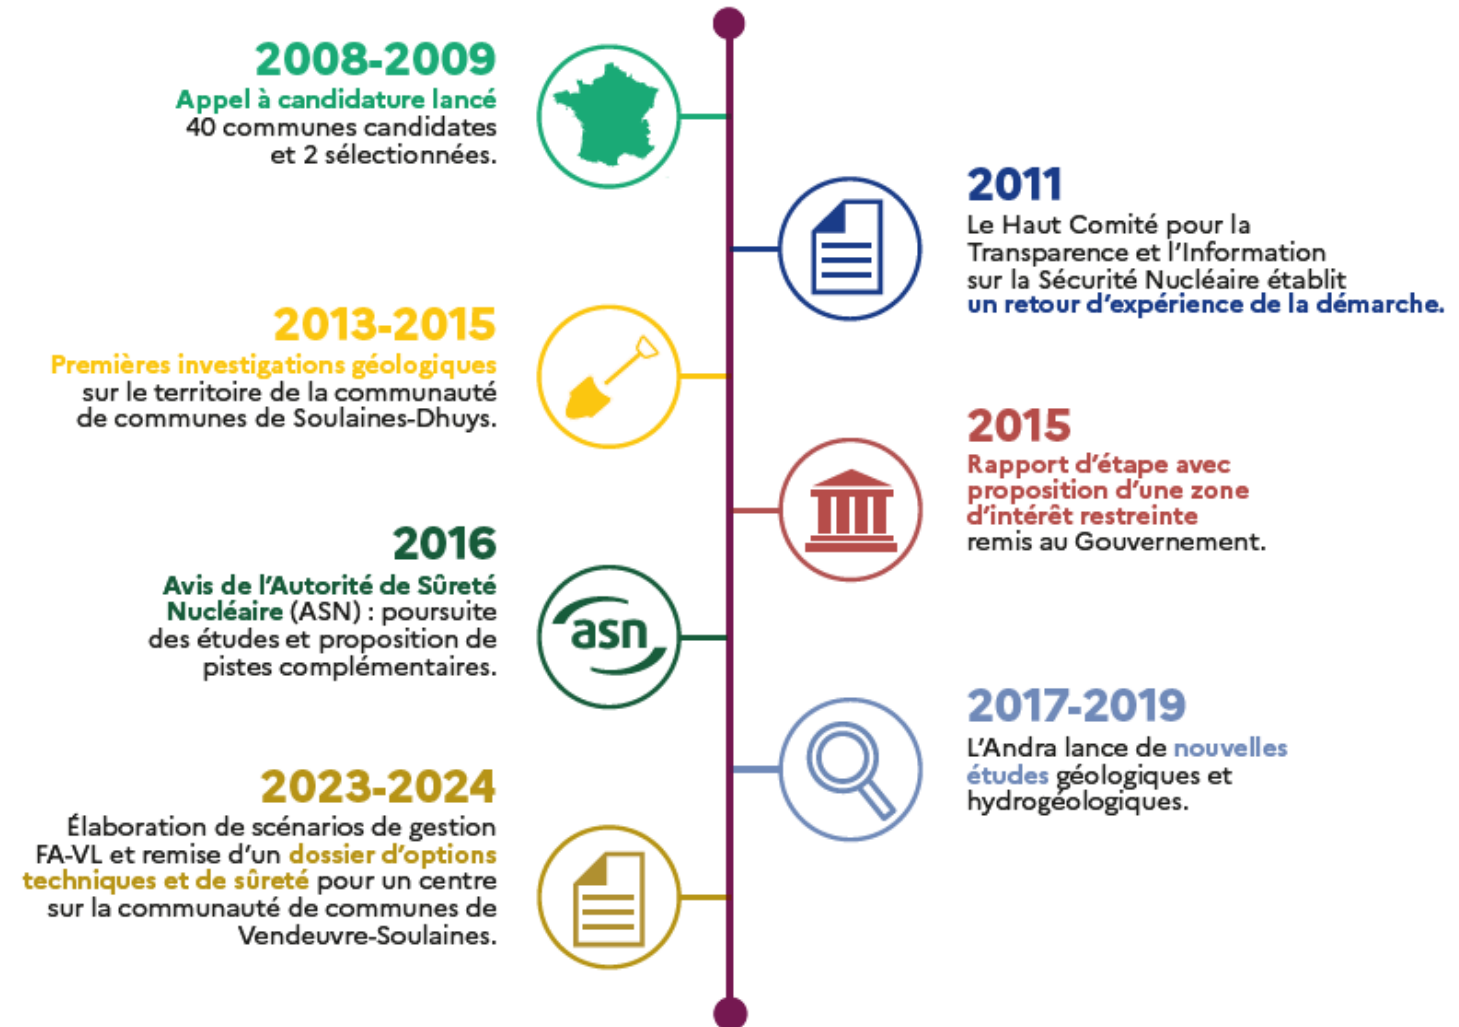 2008-2009
Appel à candidature lancé
40 communes candidates
et 2 sélectionnées.
2011
Le Haut Comité pour la
Transparence et l'Information
sur la Sécurité Nucléaire établit
un retour d'expérience de la démarche.
2013-2015
Premières investigations géologiques
sur le territoire de la communauté
de communes de Soulaines-Dhuys.
2015
Rapport d'étape avec
proposition d'une zone
d'intérêt restreinte
remis au Gouvernement.
2016
Avis de l'Autorité de Sûreté
Nucléaire (ASN) : poursuite
des études et proposition de
pistes complémentaires.
asn
2017-2019
L'Andra lance de nouvelles
études géologiques et
hydrogéologiques.
2023-2024
Élaboration de scénarios de gestion
FA-VL et remise d'un dossier d'options
techniques et de sûreté pour un centre
sur la communauté de communes de
Vendeuvre-Soulaines.